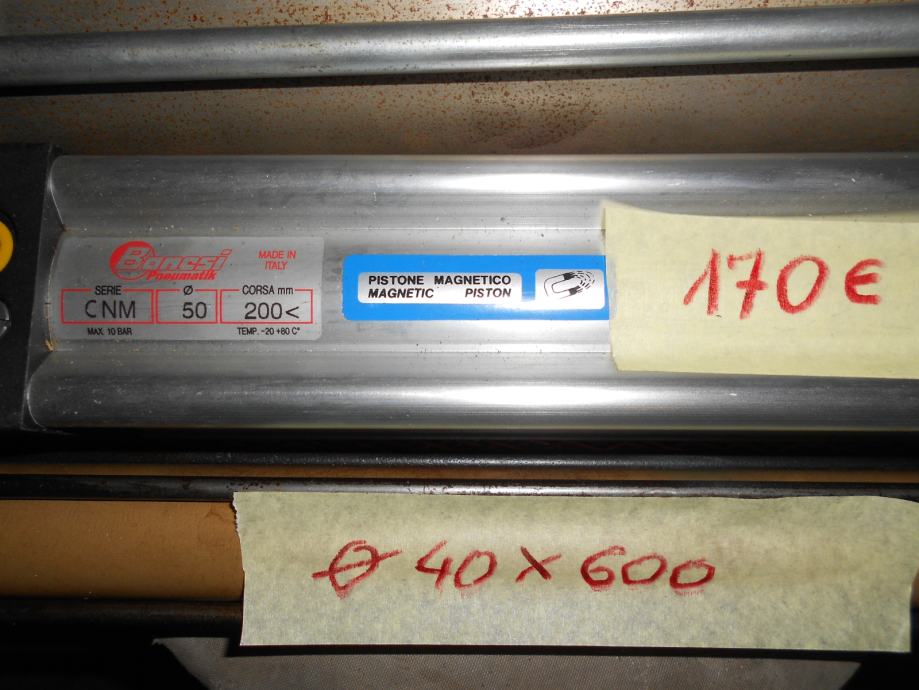 Bonesi
Pneumatik
MADE IN
ITALY
SERIE Ø CORSA mm
CNM 50 200<
MAX. 10 BAR TEMP. -20 +80 C°
PISTONE MAGNETICO
MAGNETIC PISTON
170 €
Ø 40 x 600